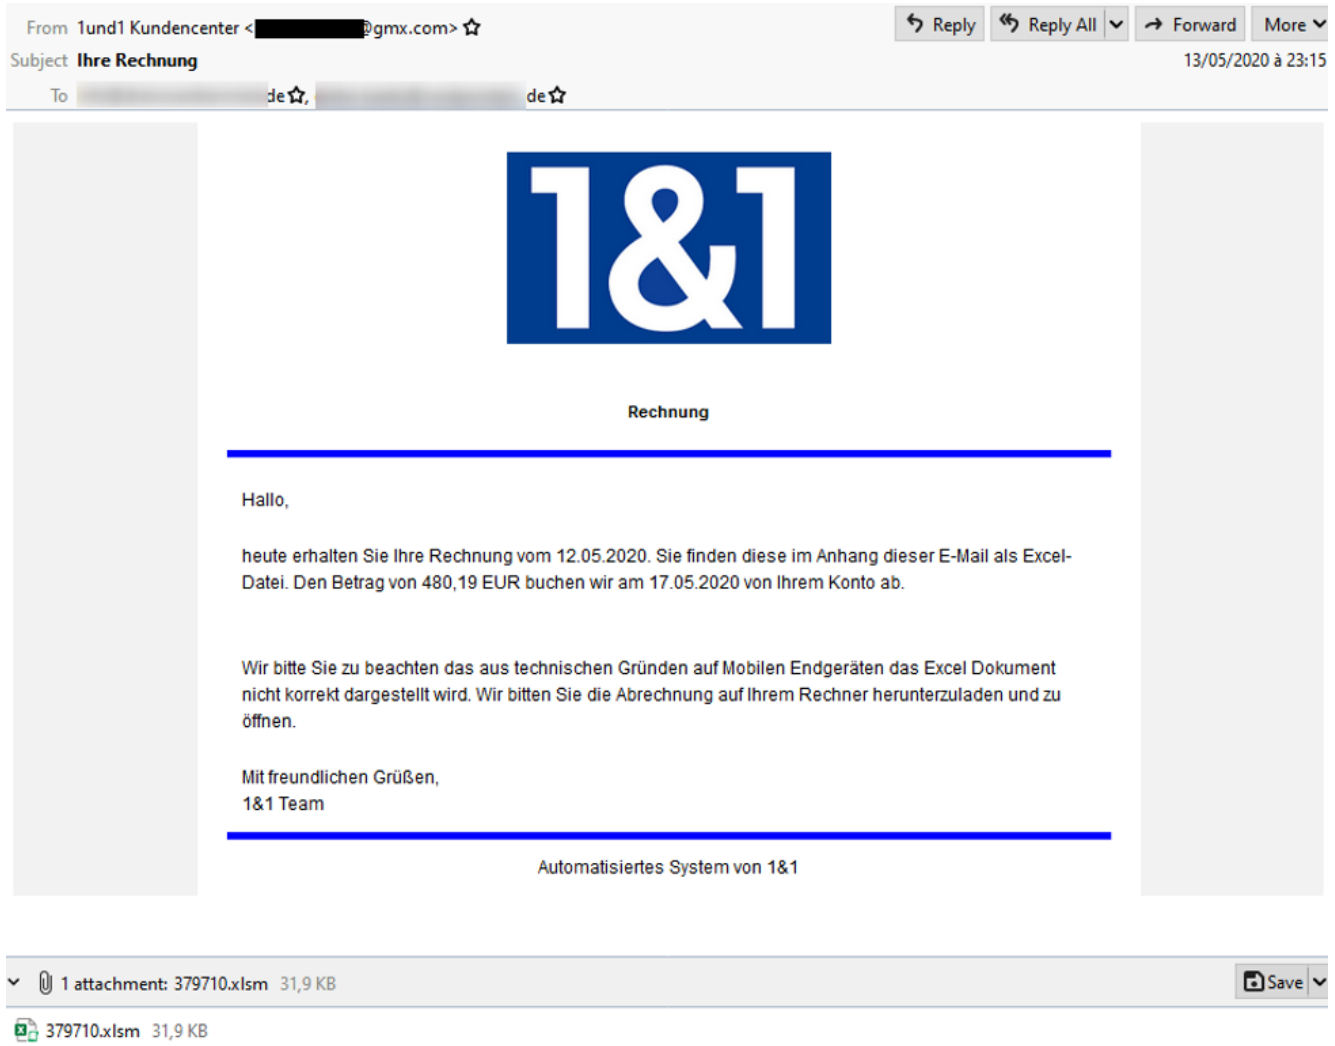 From 1und1 Kundencenter < @gmx.com>
Reply Reply All Forward More
Subject Ihre Rechnung
13/05/2020 à 23:15
To de, de
1&1
Rechnung
Hallo,
heute erhalten Sie Ihre Rechnung vom 12.05.2020. Sie finden diese im Anhang dieser E-Mail als Excel-
Datei. Den Betrag von 480,19 EUR buchen wir am 17.05.2020 von Ihrem Konto ab.
Wir bitte Sie zu beachten das aus technischen Gründen auf Mobilen Endgeräten das Excel Dokument
nicht korrekt dargestellt wird. Wir bitten Sie die Abrechnung auf Ihrem Rechner herunterzuladen und zu
öffnen.
Mit freundlichen Grüßen,
1&1 Team
Automatisiertes System von 1&1
1 attachment: 379710.xlsm 31,9 KB
Save
379710.xlsm 31,9 KB